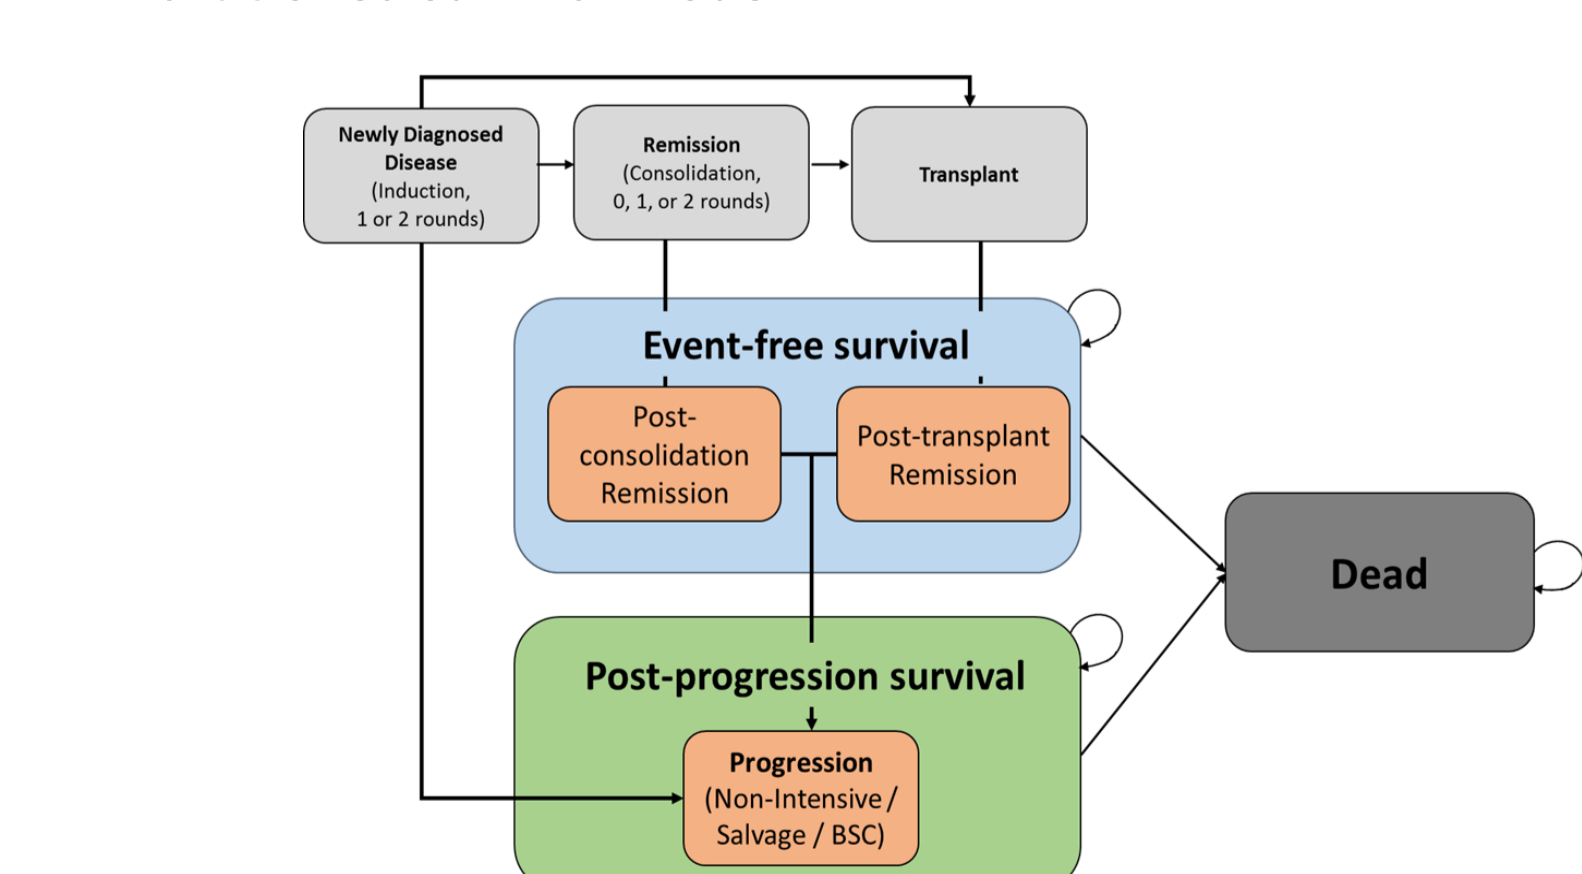 Newly Diagnosed
Disease
(Induction,
1 or 2 rounds)
Remission
(Consolidation,
0, 1, or 2 rounds)
Transplant
Event-free survival
Post-
consolidation
Remission
Post-transplant
Remission
Dead
Post-progression survival
Progression
(Non-Intensive /
Salvage / BSC)